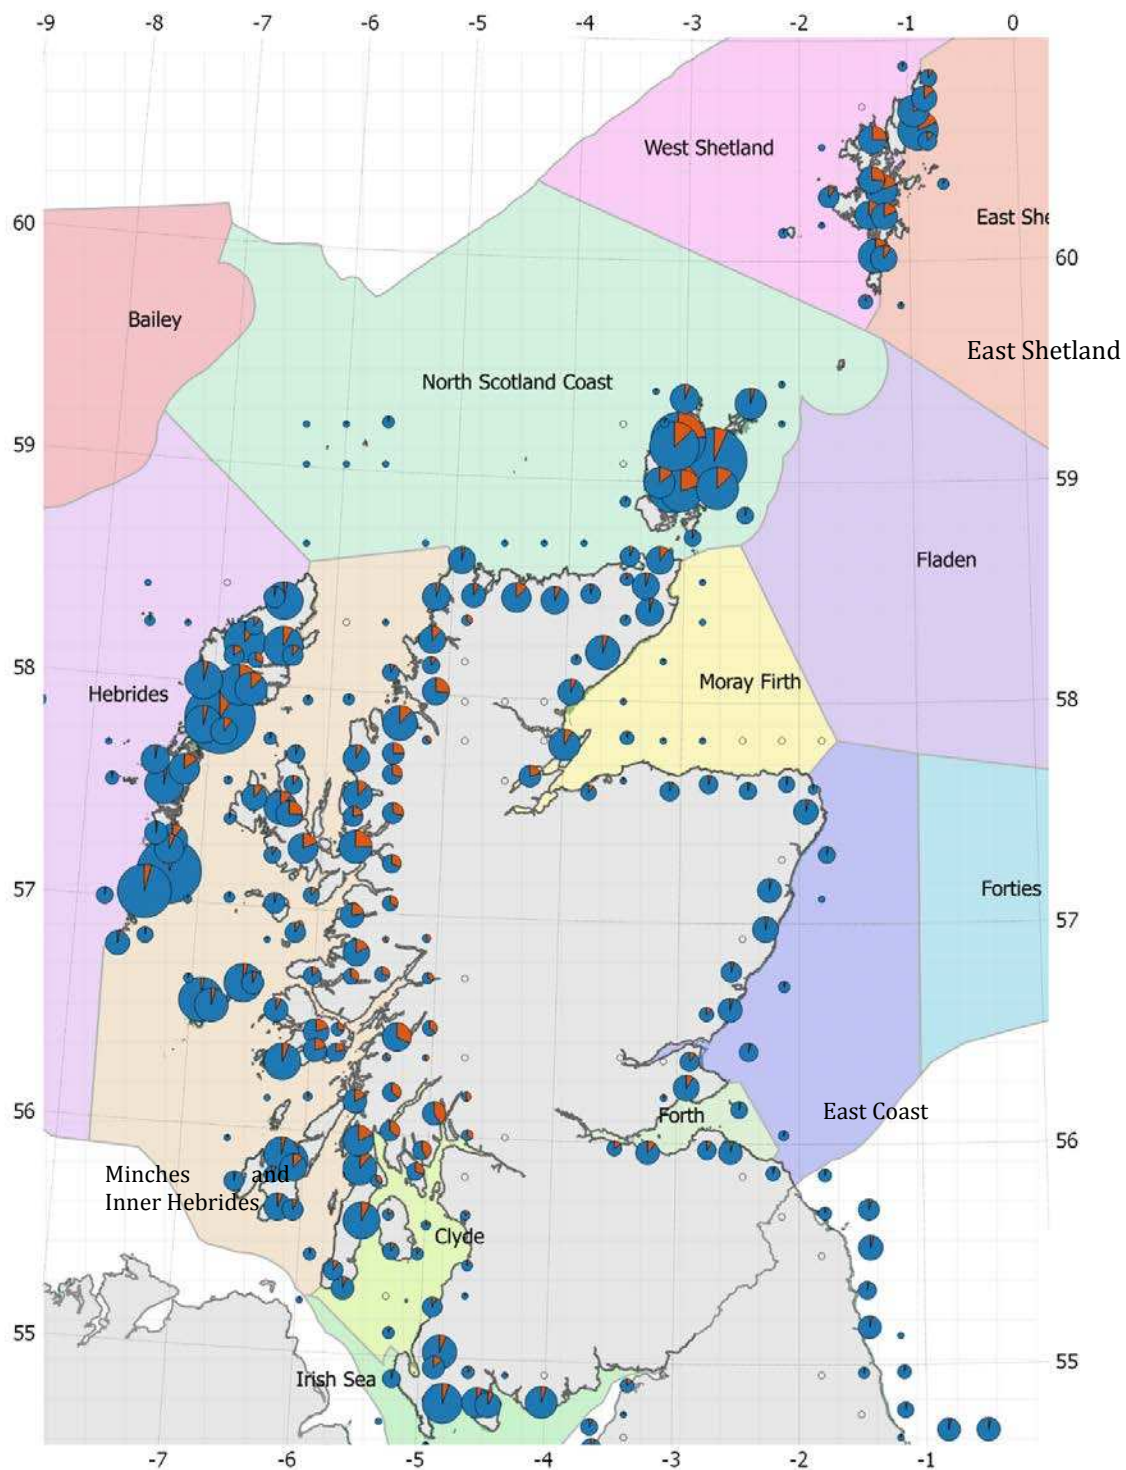 -9 -8 -7 -6 -5 -4 -3 -2 -1 0
West Shetland
60
East She
60
Bailey
East Shetland
North Scotland Coast
59
59
Fladen
58
Hebrides
Moray Firth
58
57
Forties
57
56
Forth
East Coast
56
Minches and
Inner Hebrides
Clyde
55
55
Irish Sea
-7 -6 -5 -4 -3 -2 -1